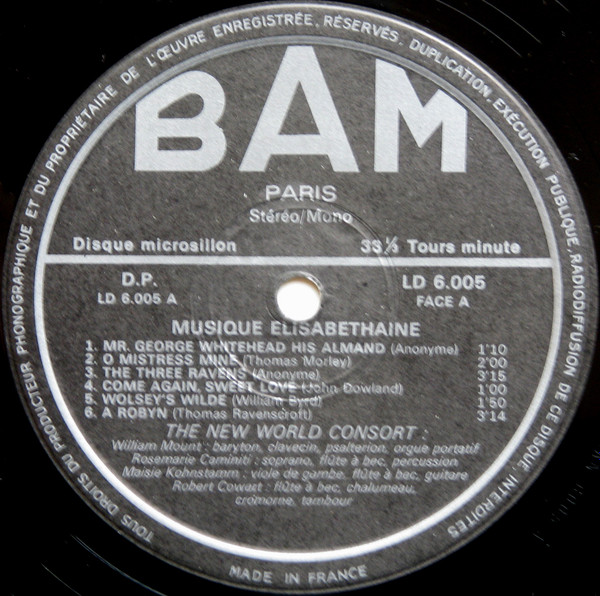 TOUS DROITS DU PRODUCTEUR PHONOGRAPHIQUE ET DU PROPRIÉTAIRE DE L'ŒUVRE ENREGISTRÉE, RÉSERVÉS. DUPLICATION, EXÉCUTION PUBLIQUE, RADIODIFFUSION DE CE DISQUE, INTERDITES.
BAM
PARIS
Stéréo/Mono
Disque microsillon 33 1/3 Tours minute
D.P. LD 6.005
LD 6.005 A FACE A
MUSIQUE ELISABETHAINE
1. MR. GEORGE WHITEHEAD HIS ALMAND (Anonyme) 1'10
2. O MISTRESS MINE (Thomas Morley) 2'00
3. THE THREE RAVENS (Anonyme) 3'15
4. COME AGAIN, SWEET LOVE (John Dowland) 1'00
5. WOLSEY'S WILDE (William Byrd) 1'50
6. A ROBYN (Thomas Ravenscroft) 3'14
THE NEW WORLD CONSORT :
William Mount : baryton, clavecin, psalterion, orgue portatif
Rosemarie Caminiti : soprano, flûte à bec, percussion
Maisie Kohnstamm : viole de gambe, flûte à bec, guitare
Robert Cowart : flûte à bec, chalumeau,
crömorne, tambour
MADE IN FRANCE